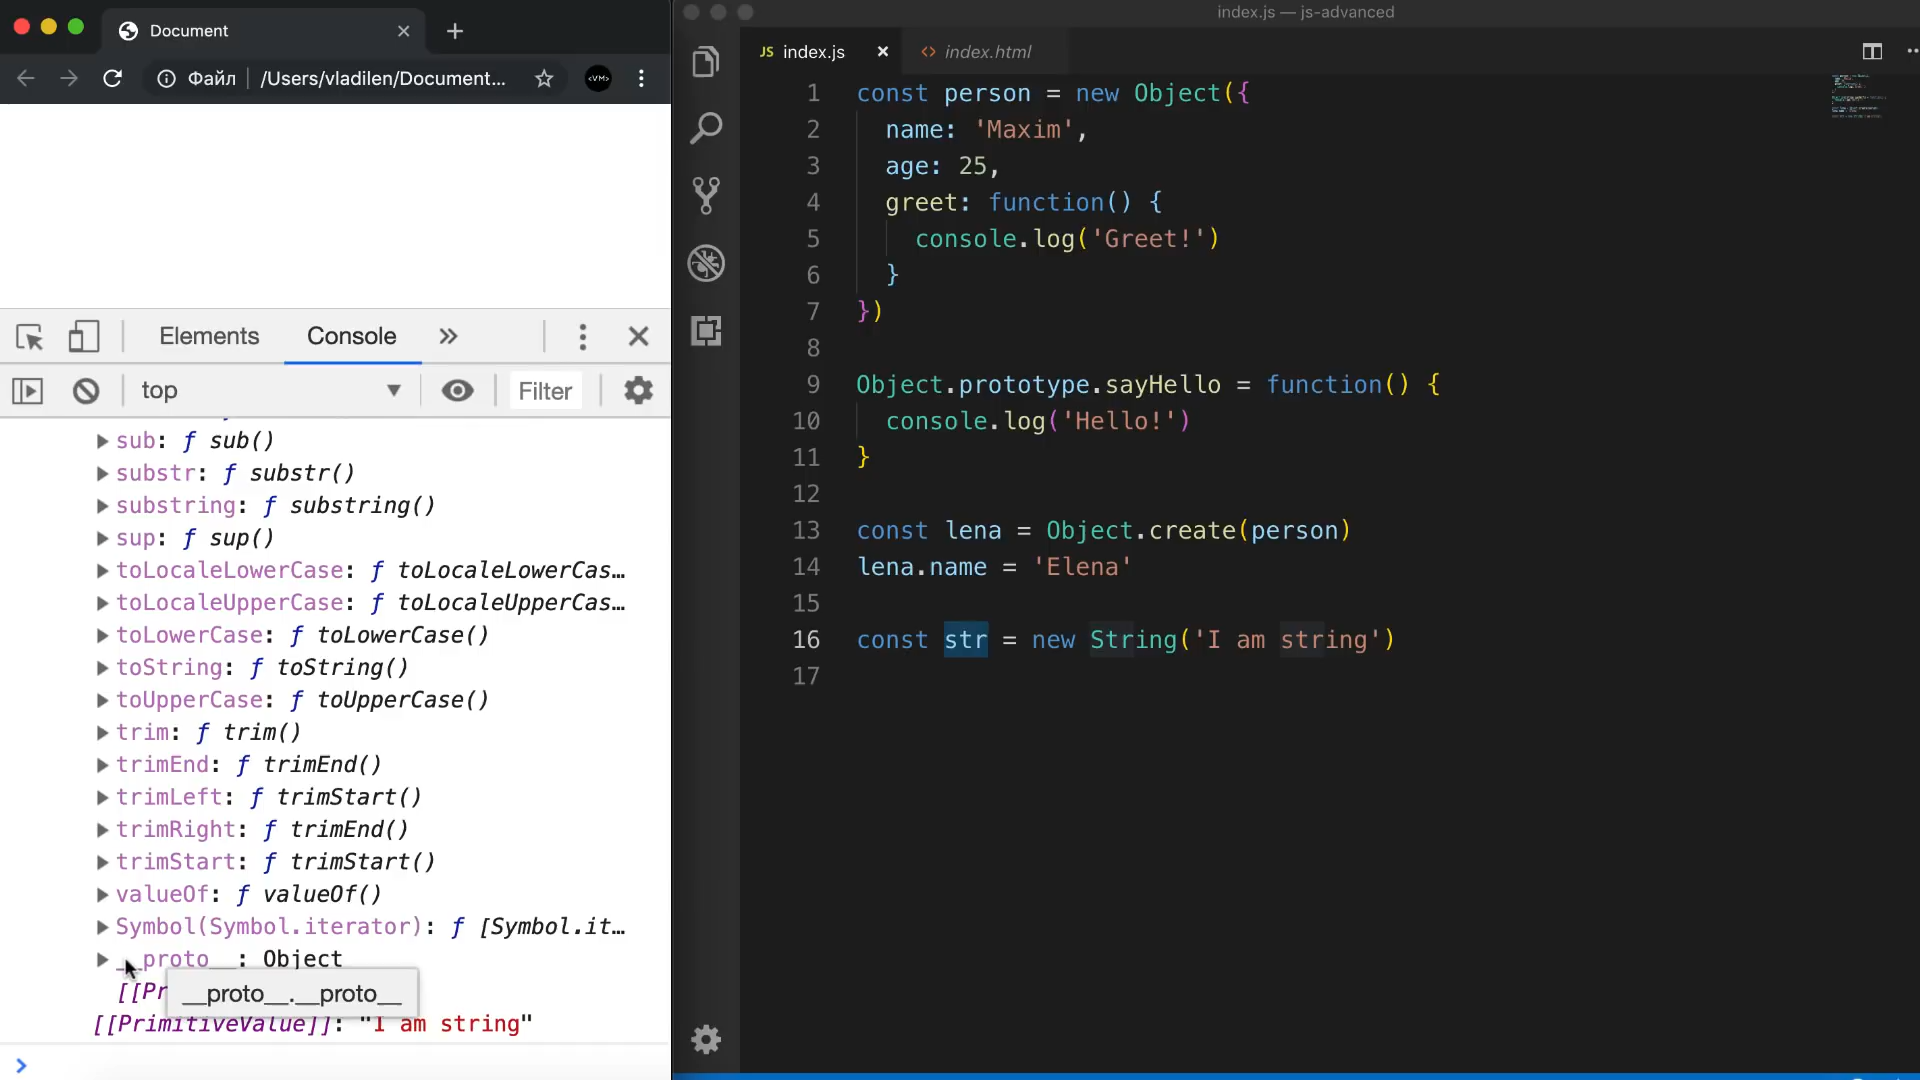 Document
Файл
/Users/vladilen/Document...
<VM>
Elements
Console
top
Filter
sub: ƒ sub()
substr: ƒ substr()
substring: ƒ substring()
sup: ƒ sup()
toLocaleLowerCase: ƒ toLocaleLowerCas…
toLocaleUpperCase: ƒ toLocaleUpperCas…
toLowerCase: ƒ toLowerCase()
toString: ƒ toString()
toUpperCase: ƒ toUpperCase()
trim: ƒ trim()
trimEnd: ƒ trimEnd()
trimLeft: ƒ trimStart()
trimRight: ƒ trimEnd()
trimStart: ƒ trimStart()
valueOf: ƒ valueOf()
Symbol(Symbol.iterator): ƒ [Symbol.it…
__proto__: Object
[[Pr
__proto__.__proto__
[[PrimitiveValue]]: "I am string"
index.js — js-advanced
JS index.js
<> index.html
1 const person = new Object({
2 name: 'Maxim',
3 age: 25,
4 greet: function() {
5 console.log('Greet!')
6 }
7 })
8
9 Object.prototype.sayHello = function() {
10 console.log('Hello!')
11 }
12
13 const lena = Object.create(person)
14 lena.name = 'Elena'
15
16 const str = new String('I am string')
17